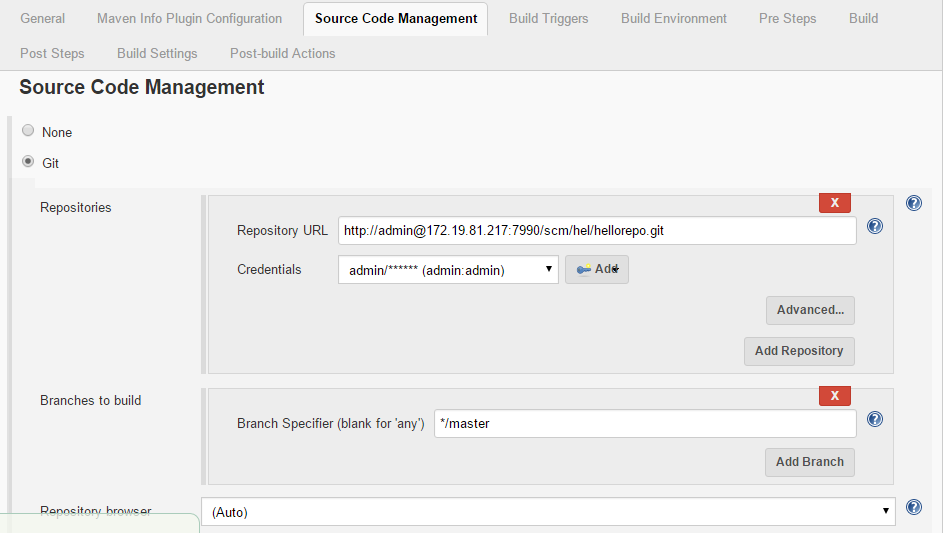 General Maven Info Plugin Configuration Source Code Management Build Triggers Build Environment Pre Steps Build
Post Steps Build Settings Post-build Actions
Source Code Management
None
Git
Repositories
X
?
Repository URL http://admin@172.19.81.217:7990/scm/hel/hellorepo.git ?
Credentials admin/****** (admin:admin) Add
Advanced...
Add Repository
Branches to build
X
Branch Specifier (blank for 'any') */master ?
Add Branch
Repository browser (Auto) ?